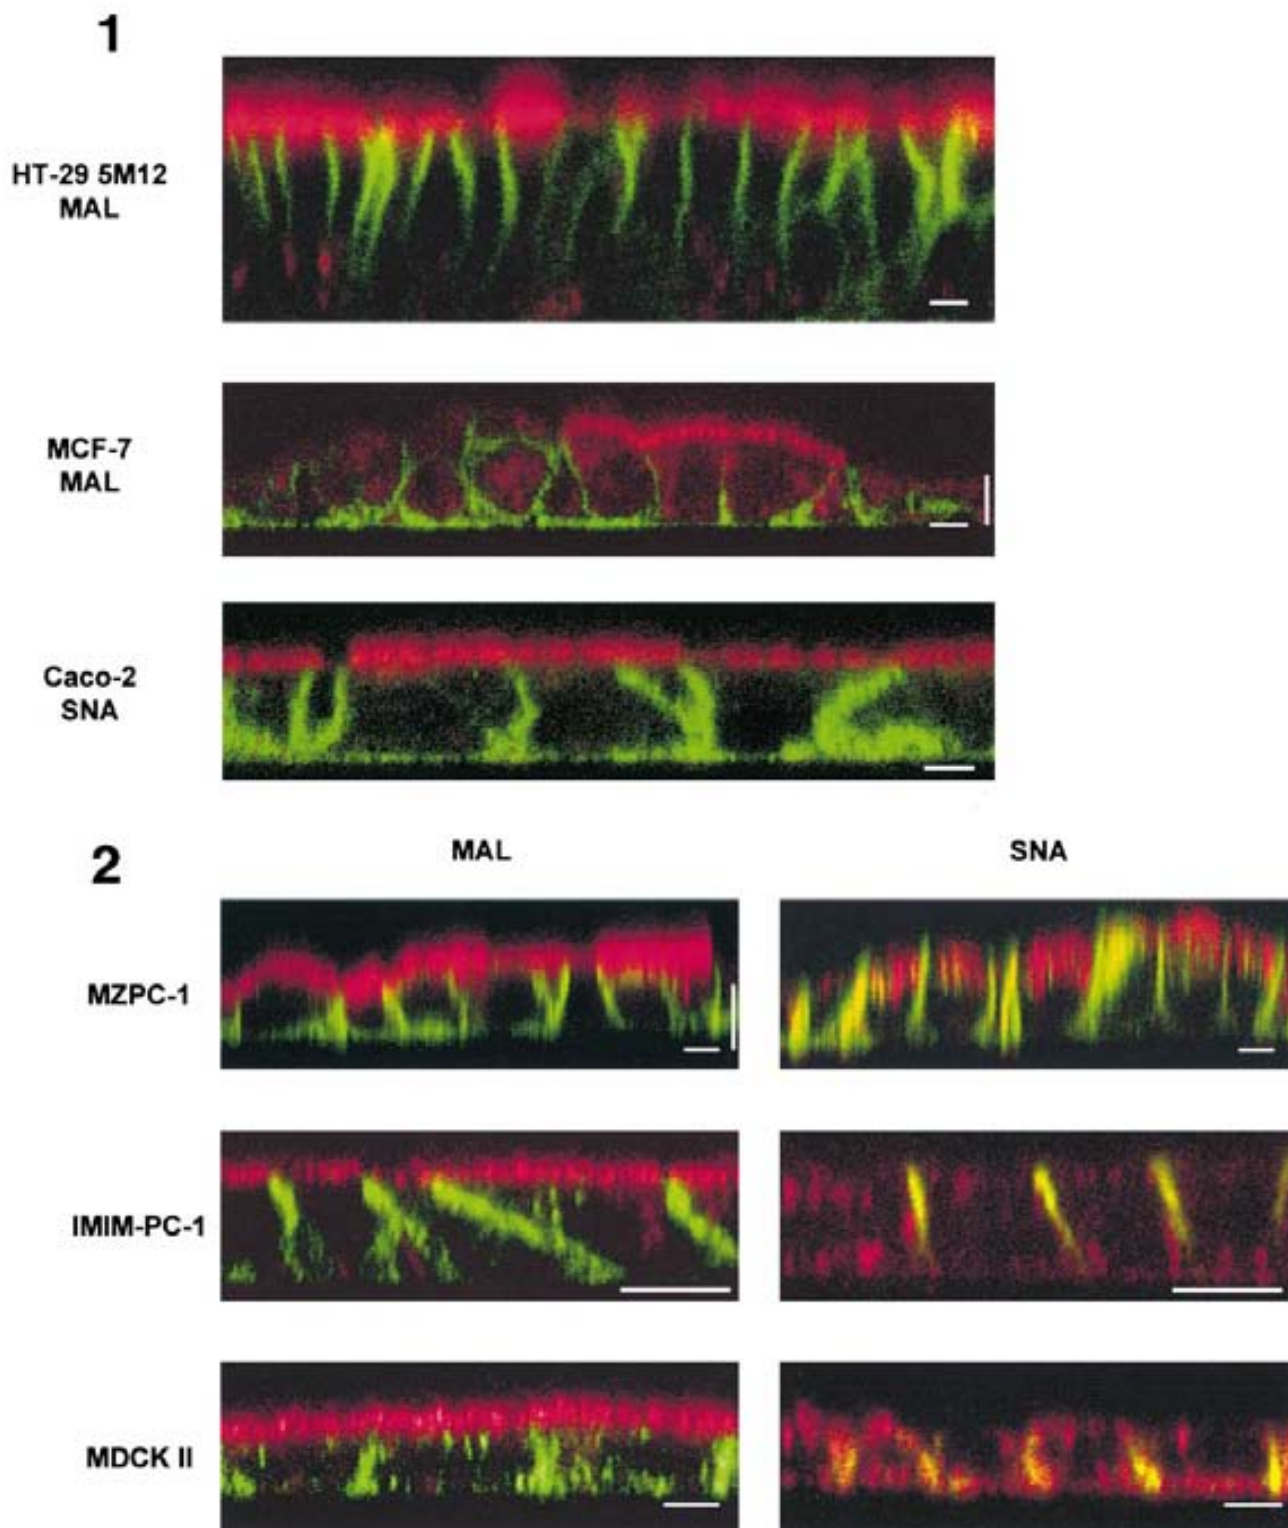 1
HT-29 5M12
MAL
MCF-7
MAL
Caco-2
SNA
2
MAL
SNA
MZPC-1
IMIM-PC-1
MDCK II